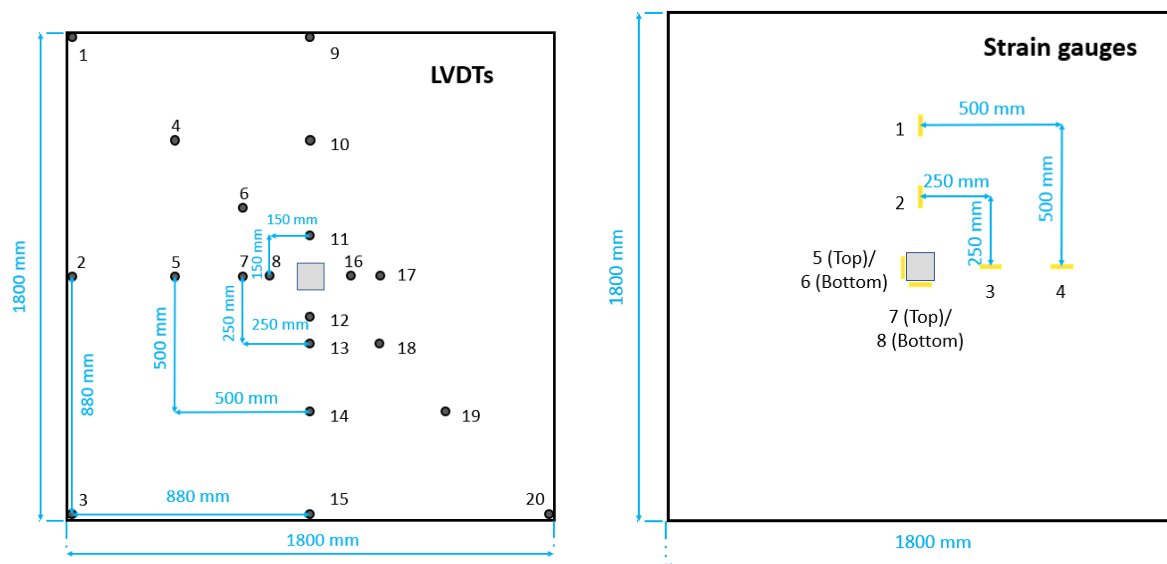 1
9
LVDTs
4
10
6
150 mm
11
150 mm
2
5
7
8
16
17
12
250 mm
250 mm
13
18
500 mm
500 mm
14
19
880 mm
3
880 mm
15
20
1800 mm
1800 mm
Strain gauges
500 mm
1
250 mm
2
500 mm
250 mm
5 (Top)/
6 (Bottom)
3
4
7 (Top)/
8 (Bottom)
1800 mm
1800 mm